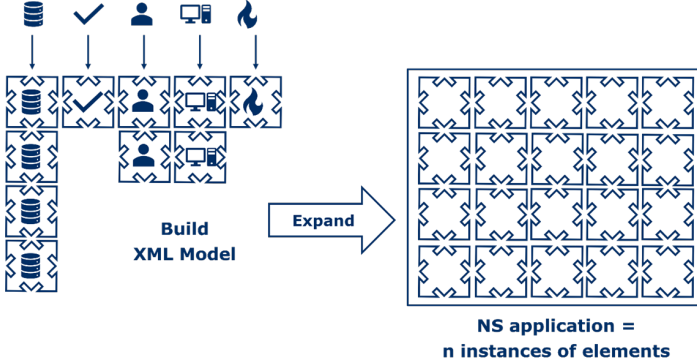 Build
XML Model
Expand
NS application =
n instances of elements